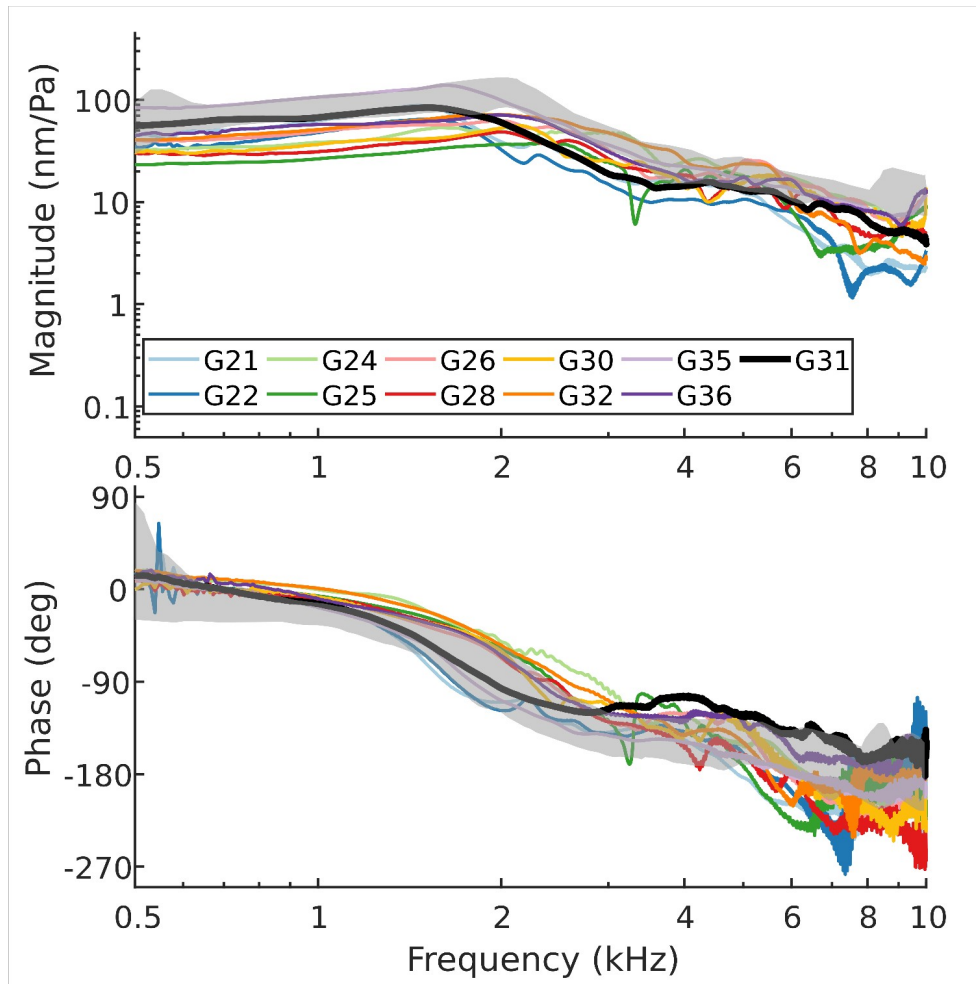 Magnitude (nm/Pa)
100
10
1
0.1
G21 G24 G26 G30 G35 G31
G22 G25 G28 G32 G36
0.5 1 2 4 6 8 10
Phase (deg)
90
0
-90
-180
-270
0.5 1 2 4 6 8 10
Frequency (kHz)